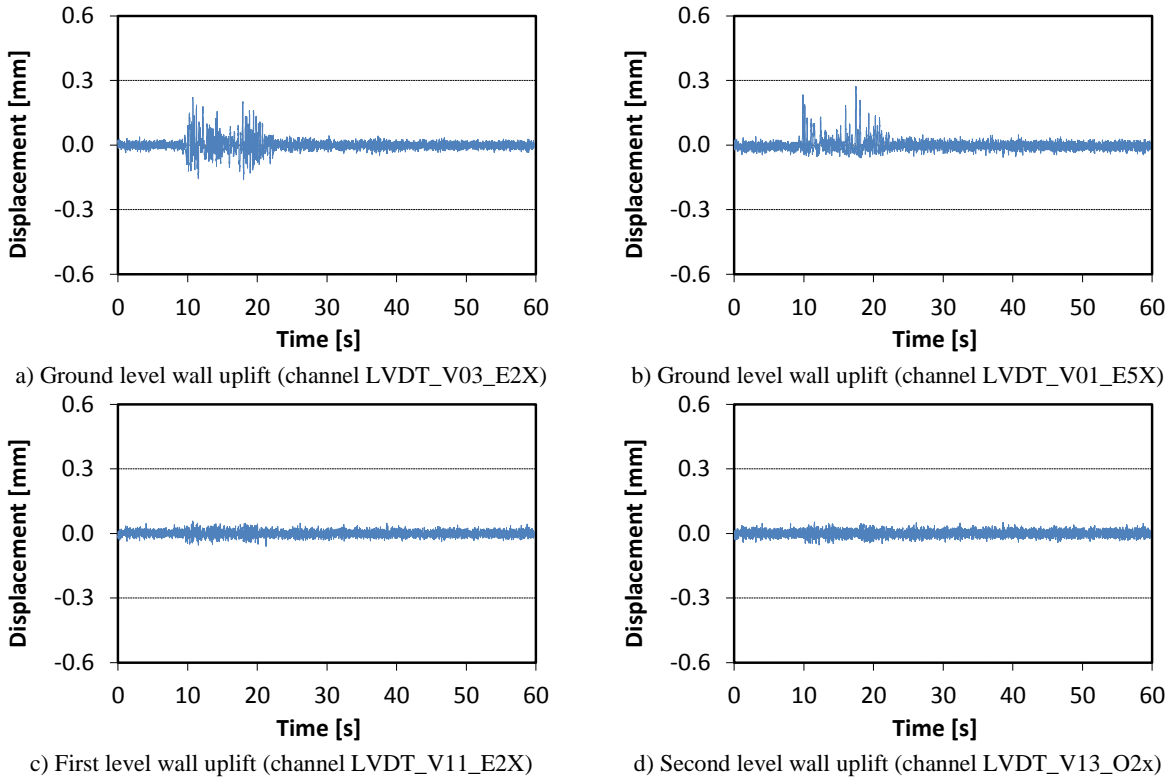 0.6
0.3
0.0
-0.3
-0.6
Displacement [mm]
0 10 20 30 40 50 60
Time [s]
a) Ground level wall uplift (channel LVDT_V03_E2X)
0.6
0.3
0.0
-0.3
-0.6
Displacement [mm]
0 10 20 30 40 50 60
Time [s]
b) Ground level wall uplift (channel LVDT_V01_E5X)
0.6
0.3
0.0
-0.3
-0.6
Displacement [mm]
0 10 20 30 40 50 60
Time [s]
c) First level wall uplift (channel LVDT_V11_E2X)
0.6
0.3
0.0
-0.3
-0.6
Displacement [mm]
0 10 20 30 40 50 60
Time [s]
d) Second level wall uplift (channel LVDT_V13_O2x)